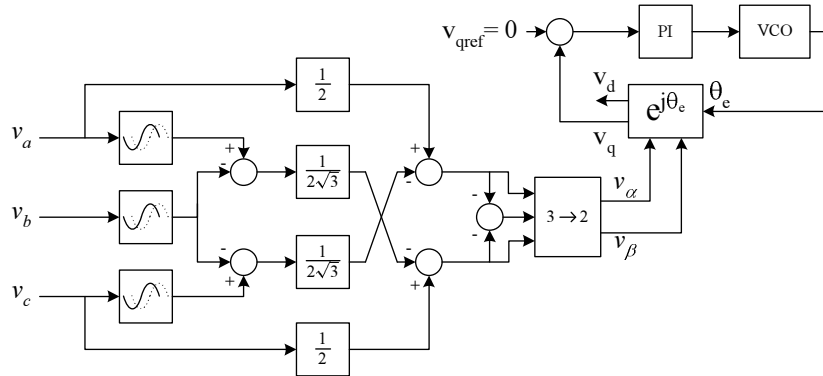 v_qref = 0
PI
VCO
v_d
v_q
e^jθ_e
θ_e
1/2
v_a
+
-
1/(2√3)
+
-
v_b
-
+
1/(2√3)
-
+
v_c
1/2
-
-
3→2
v_α
v_β